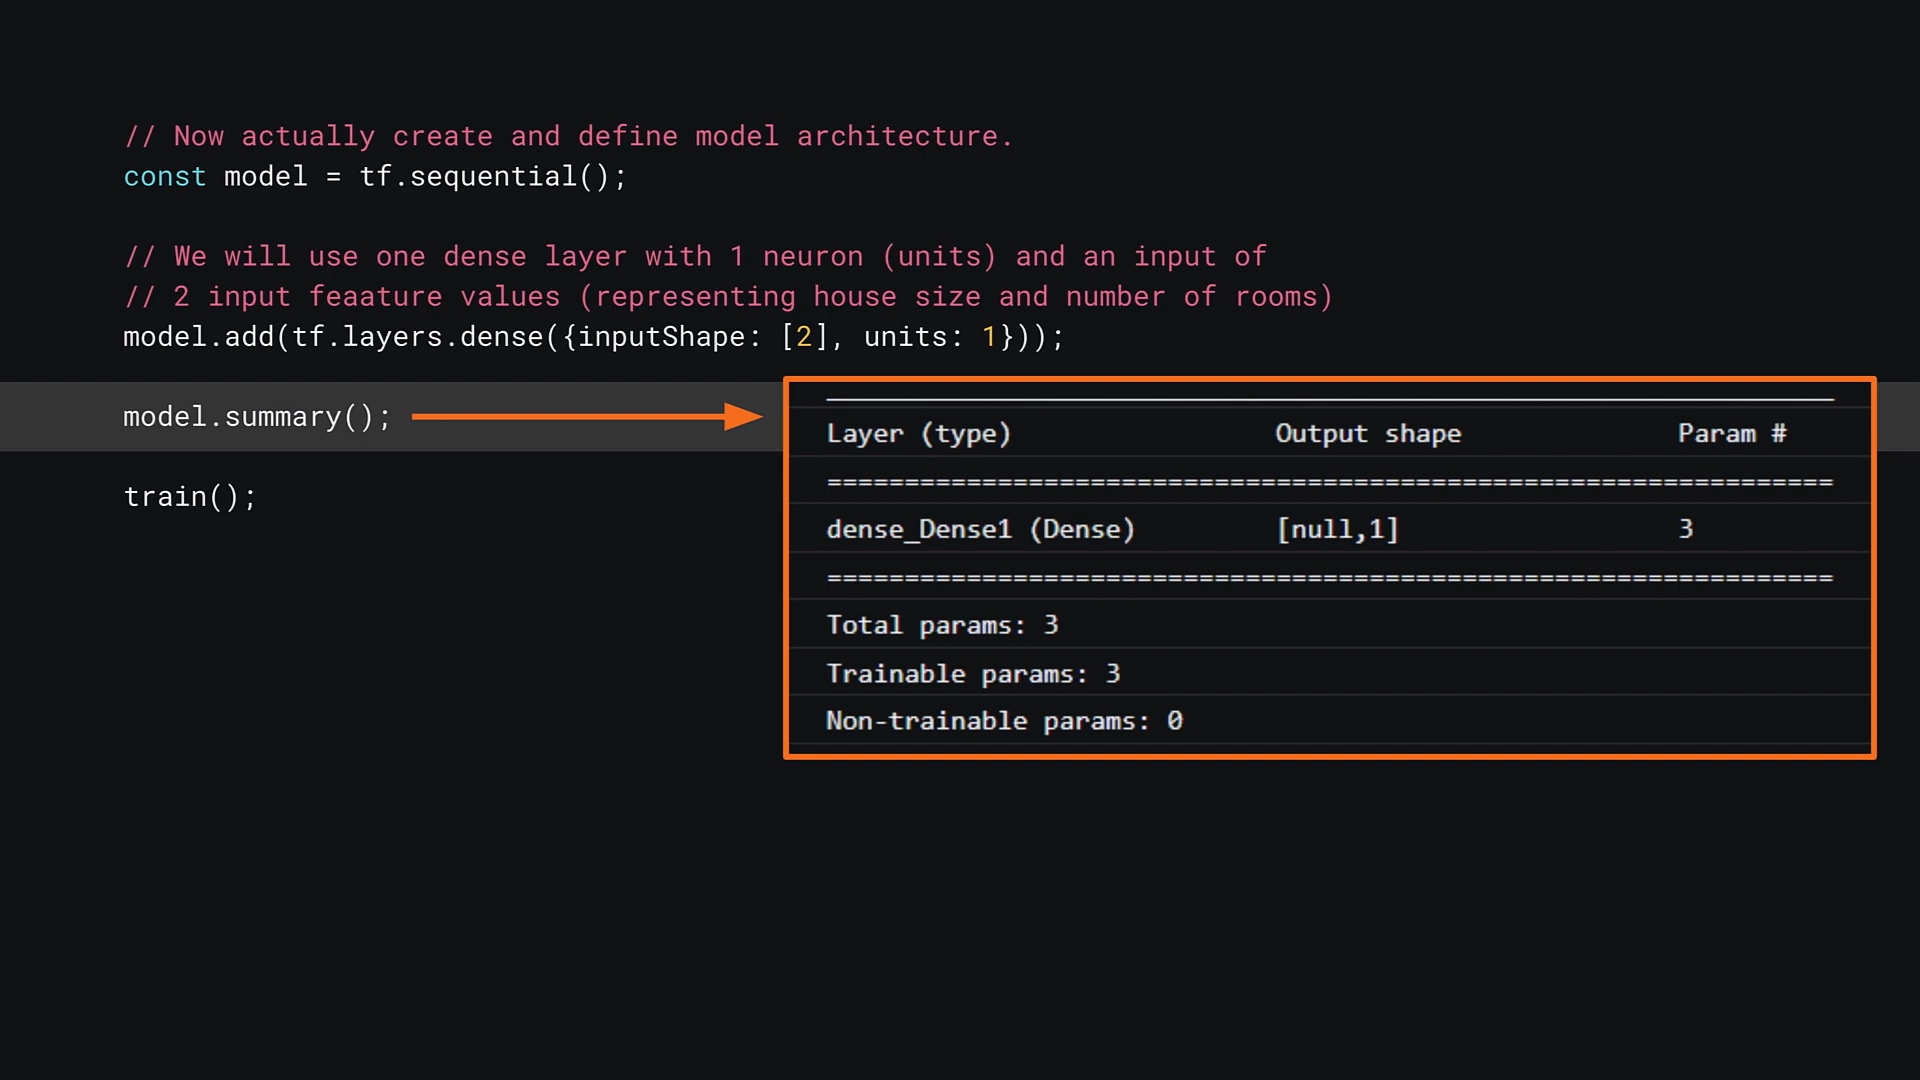 // Now actually create and define model architecture.
const model = tf.sequential();
// We will use one dense layer with 1 neuron (units) and an input of
// 2 input feaature values (representing house size and number of rooms)
model.add(tf.layers.dense({inputShape: [2], units: 1}));
model.summary();
train();
Layer (type) Output shape Param #
=================================================================
dense_Dense1 (Dense) [null,1] 3
=================================================================
Total params: 3
Trainable params: 3
Non-trainable params: 0